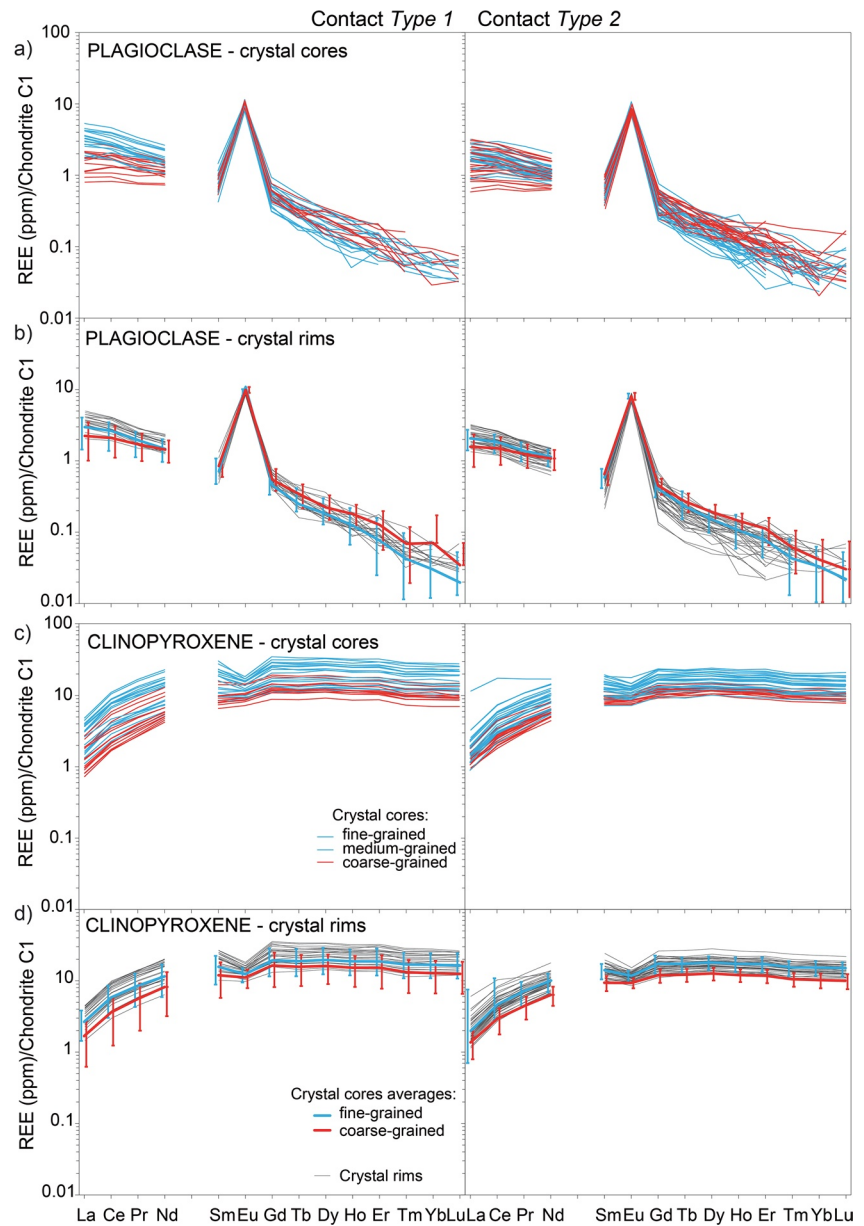 Contact Type 1 Contact Type 2
a) PLAGIOCLASE - crystal cores
100
10
1
0.1
0.01
REE (ppm)/Chondrite C1
b) PLAGIOCLASE - crystal rims
10
1
0.1
0.01
REE (ppm)/Chondrite C1
c) CLINOPYROXENE - crystal cores
100
10
1
0.1
0.01
REE (ppm)/Chondrite C1
Crystal cores:
fine-grained
medium-grained
coarse-grained
d) CLINOPYROXENE - crystal rims
10
1
0.1
0.01
REE (ppm)/Chondrite C1
Crystal cores averages:
fine-grained
coarse-grained
Crystal rims
La Ce Pr Nd Sm Eu Gd Tb Dy Ho Er Tm Yb Lu La Ce Pr Nd Sm Eu Gd Tb Dy Ho Er Tm Yb Lu